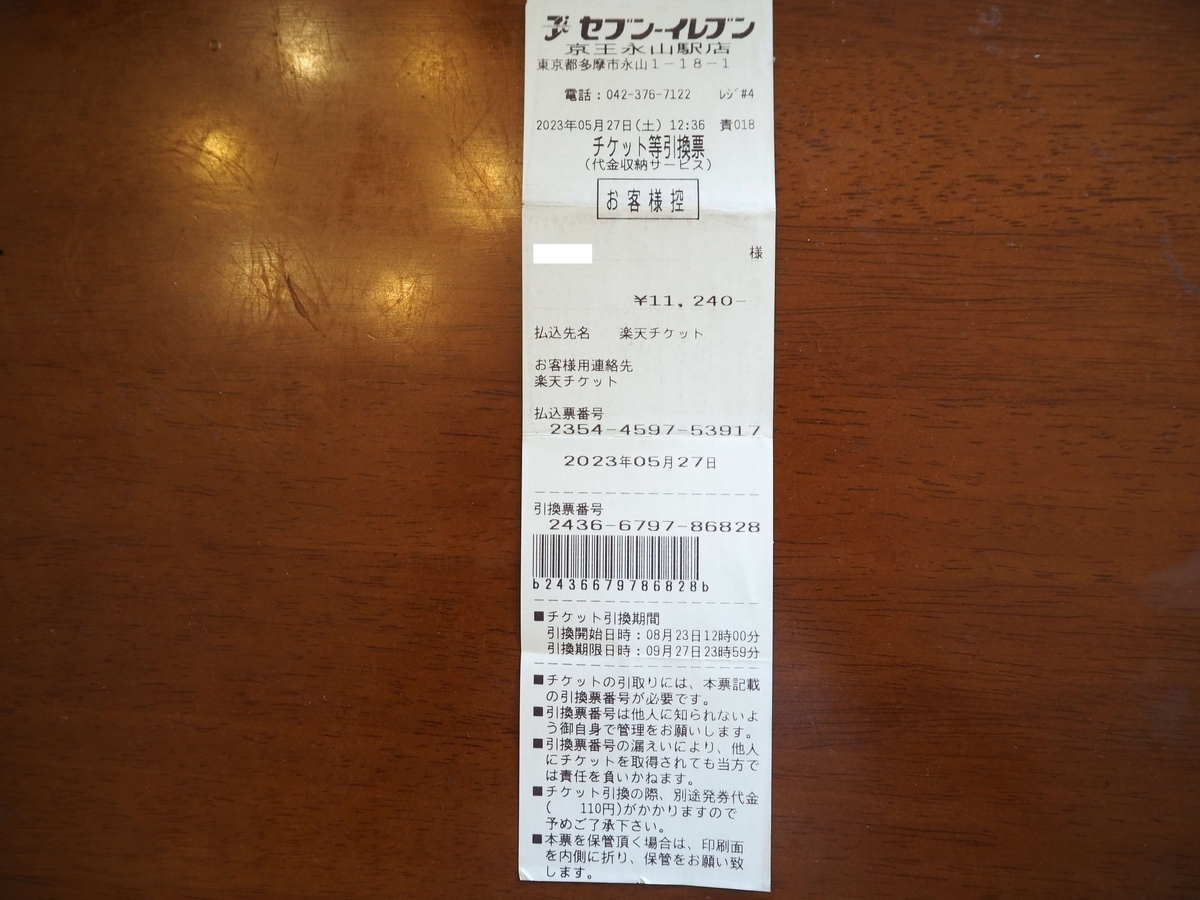 セブン-イレブン
京王永山駅店
東京都多摩市永山1-18-1
電話:042-376-7122 レジ#4
2023年05月27日(土) 12:36 責018
チケット等引換票
(代金収納サービス)
お客様控
様
¥11,240-
払込先名 楽天チケット
お客様用連絡先
楽天チケット
払込票番号
2354-4597-53917
2023年05月27日
引換票番号
2436-6797-86828
b2436679786828b
■チケット引換期間
引換開始日時:08月23日12時00分
引換期限日時:09月27日23時59分
■チケットの引取りには、本票記載
の引換票番号が必要です。
■引換票番号は他人に知られないよ
う御自身で管理をお願いします。
■引換票番号の漏えいにより、他人
にチケットを取得されても当方で
は責任を負いかねます。
■チケット引換の際、別途発券代金
( 110円)がかかりますので
予めご了承下さい。
■本票を保管頂く場合は、印刷面
を内側に折り、保管をお願い致
します。